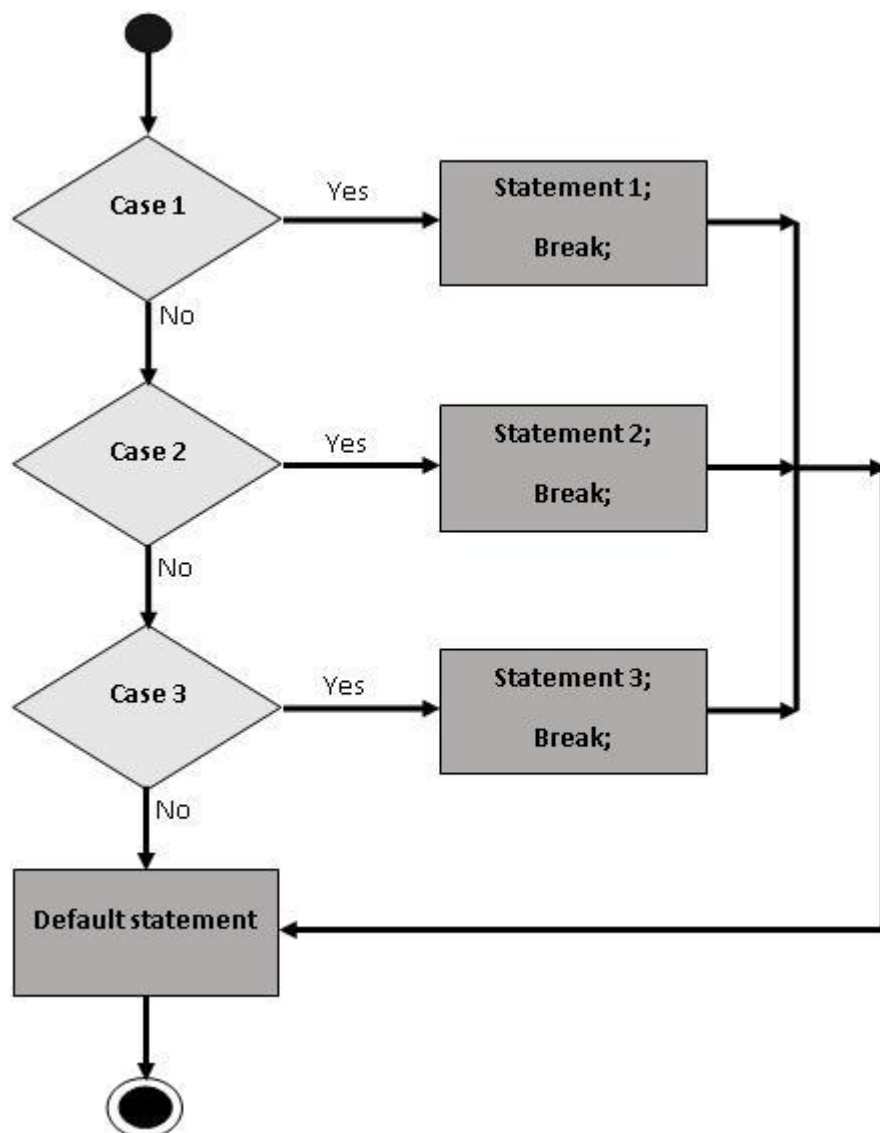 Case 1
Yes
Statement 1;
Break;
No
Case 2
Yes
Statement 2;
Break;
No
Case 3
Yes
Statement 3;
Break;
No
Default statement